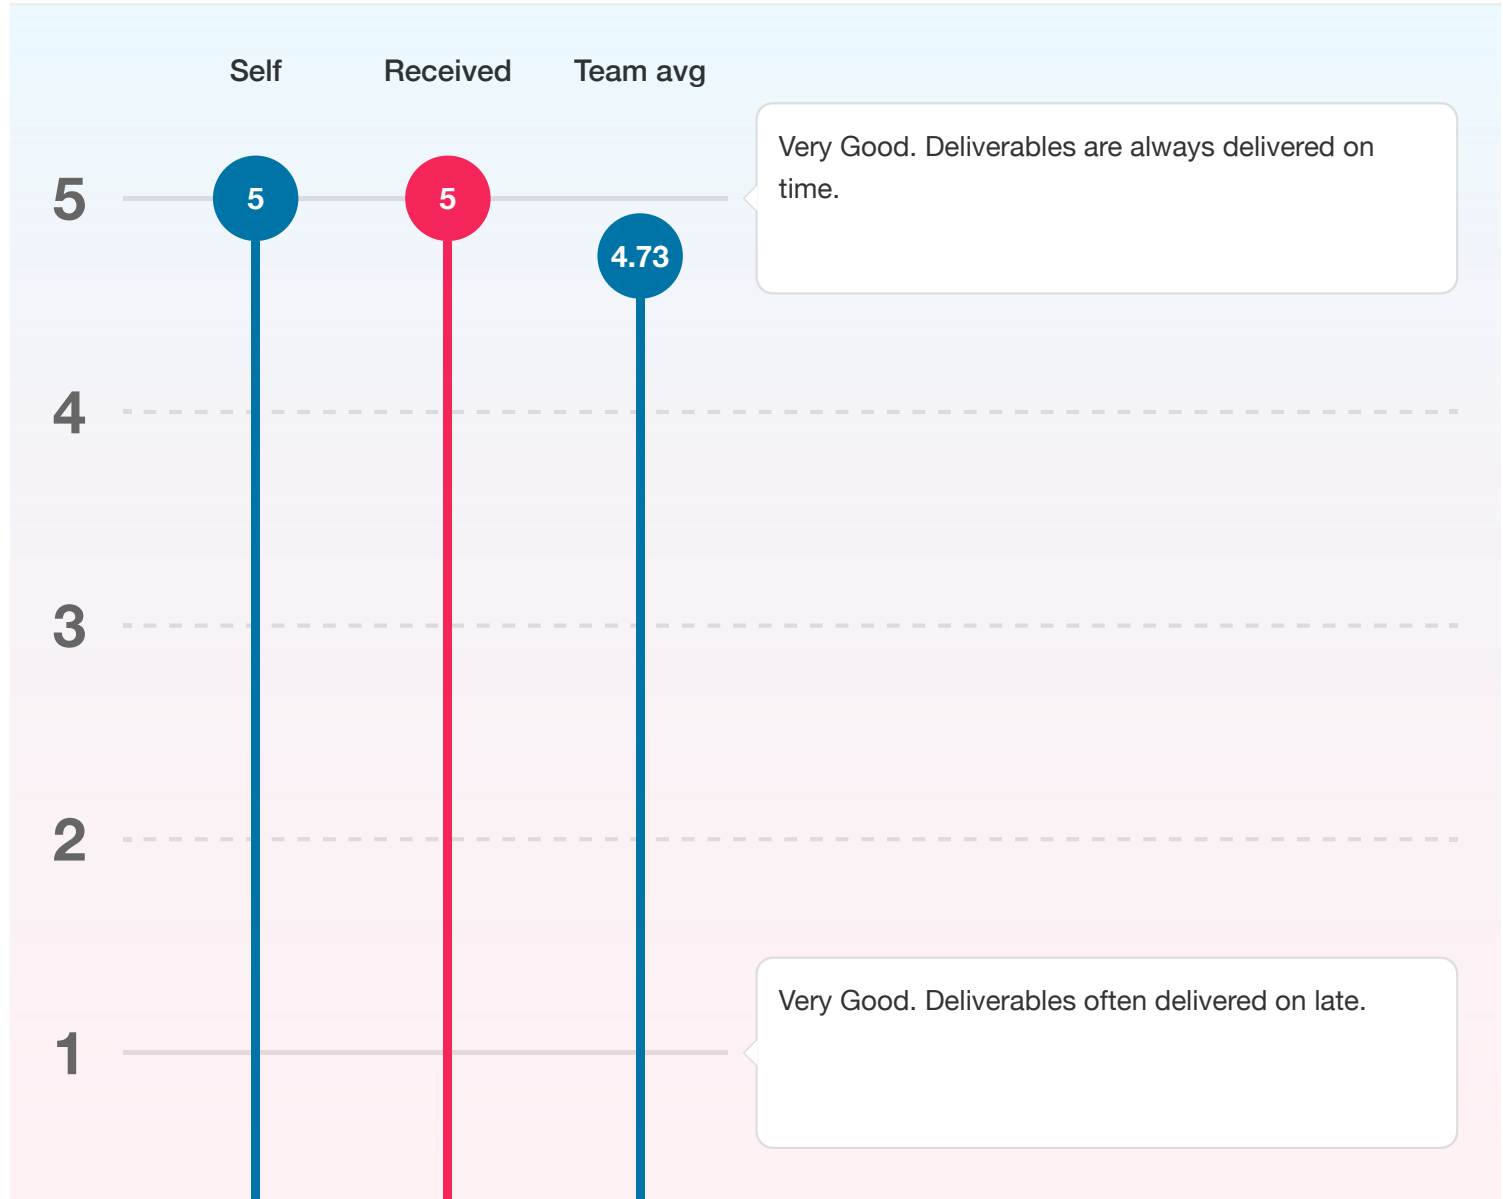 Self Received Team avg
Very Good. Deliverables are always delivered on
time.
5 5 5
4.73
4
3
2
Very Good. Deliverables often delivered on late.
1